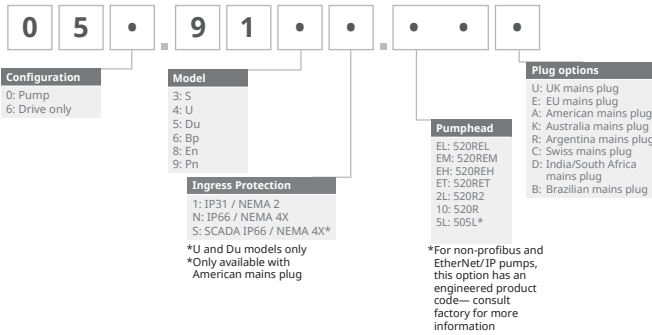 0 5 • . 9 1 • • . • • •
Configuration
0: Pump
6: Drive only
Model
3: S
4: U
5: Du
6: Bp
8: En
9: Pn
Ingress Protection
1: IP31 / NEMA 2
N: IP66 / NEMA 4X
S: SCADA IP66 / NEMA 4X*
*U and Du models only
*Only available with
American mains plug
Pumphead
EL: 520REL
EM: 520REM
EH: 520REH
ET: 520RET
2L: 520R2
10: 520R
5L: 505L*
*For non-profibus and
EtherNet/IP pumps,
this option has an
engineered product
code— consult
factory for more
information
Plug options
U: UK mains plug
E: EU mains plug
A: American mains plug
K: Australia mains plug
R: Argentina mains plug
C: Swiss mains plug
D: India/South Africa
mains plug
B: Brazilian mains plug